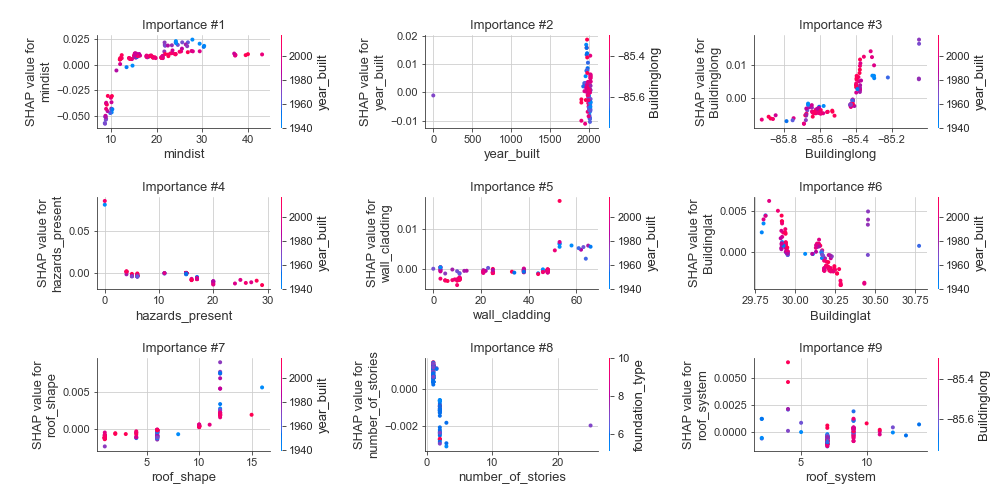 Importance #1
SHAP value for
mindist
0.025
0.000
−0.025
−0.050
10
20
30
40
mindist
2000
1980
1960
1940
year_built
Importance #2
SHAP value for
year_built
0.02
0.01
0.00
−0.01
0
500
1000
1500
2000
year_built
−85.4
−85.6
Buildinglong
Importance #3
SHAP value for
Buildinglong
0.01
0.00
−85.8
−85.6
−85.4
−85.2
Buildinglong
2000
1980
1960
1940
year_built
Importance #4
SHAP value for
hazards_present
0.05
0.00
0
10
20
30
hazards_present
2000
1980
1960
1940
year_built
Importance #5
SHAP value for
wall_cladding
0.01
0.00
0
20
40
60
wall_cladding
2000
1980
1960
1940
year_built
Importance #6
SHAP value for
Buildinglat
0.005
0.000
29.75
30.00
30.25
30.50
30.75
Buildinglat
2000
1980
1960
1940
year_built
Importance #7
SHAP value for
roof_shape
0.005
0.000
5
10
15
roof_shape
2000
1980
1960
1940
year_built
Importance #8
SHAP value for
number_of_stories
0.000
−0.002
0
10
20
number_of_stories
10
8
6
foundation_type
Importance #9
SHAP value for
roof_system
0.0050
0.0025
0.0000
5
10
roof_system
−85.4
−85.6
Buildinglong